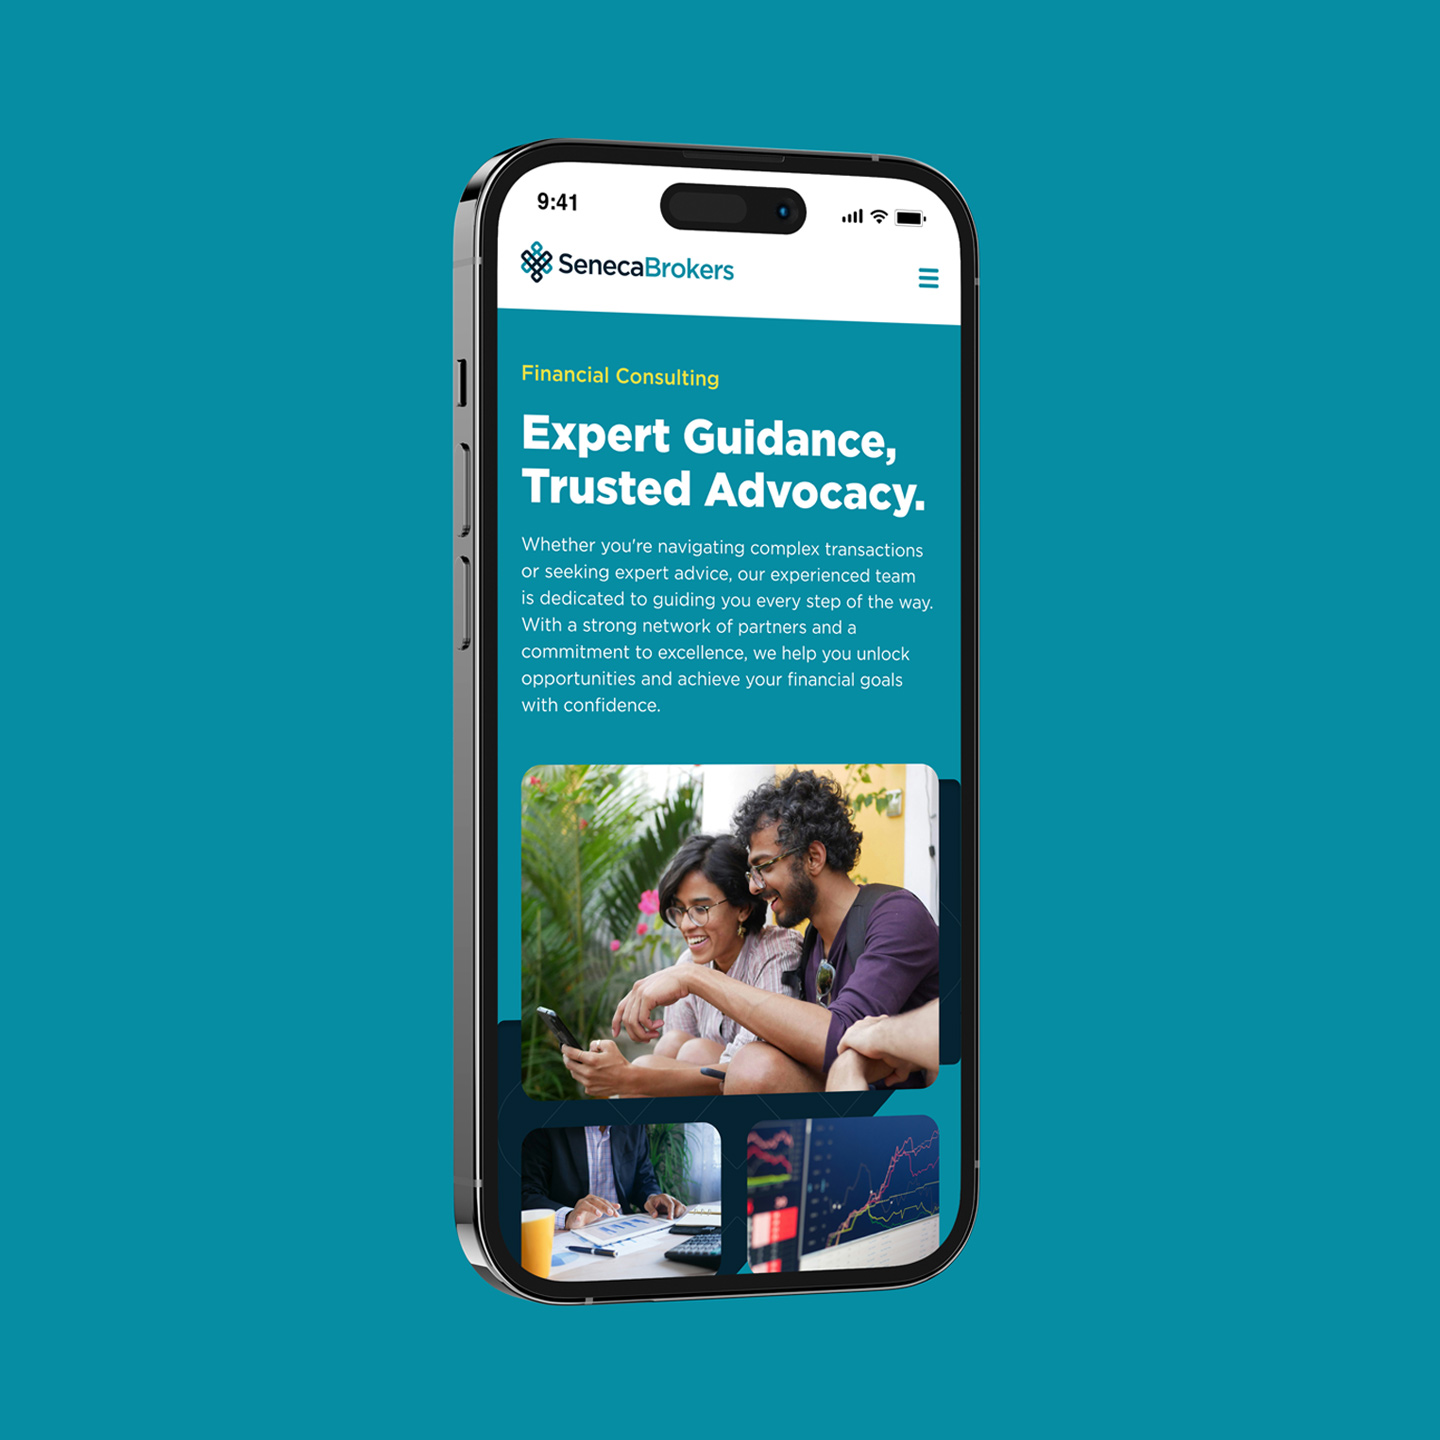 9:41
SenecaBrokers
Financial Consulting
Expert Guidance,
Trusted Advocacy.
Whether you're navigating complex transactions
or seeking expert advice, our experienced team
is dedicated to guiding you every step of the way.
With a strong network of partners and a
commitment to excellence, we help you unlock
opportunities and achieve your financial goals
with confidence.